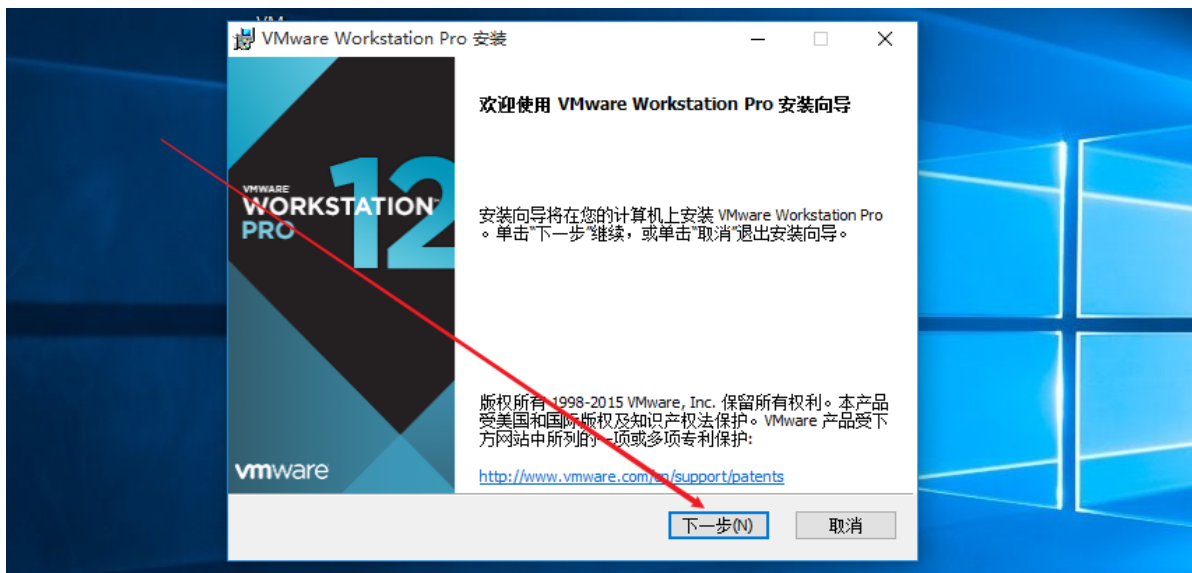 VMware Workstation Pro 安装
欢迎使用 VMware Workstation Pro 安装向导
VMWARE
WORKSTATION™
PRO
12
安装向导将在您的计算机上安装 VMware Workstation Pro
。单击“下一步”继续，或单击“取消”退出安装向导。
版权所有 1998-2015 VMware, Inc. 保留所有权利。本产品
受美国和国际版权及知识产权法保护。VMware 产品受下
方网站中所列的一项或多项专利保护:
http://www.vmware.com/cn/support/patents
vmware
下一步(N)
取消